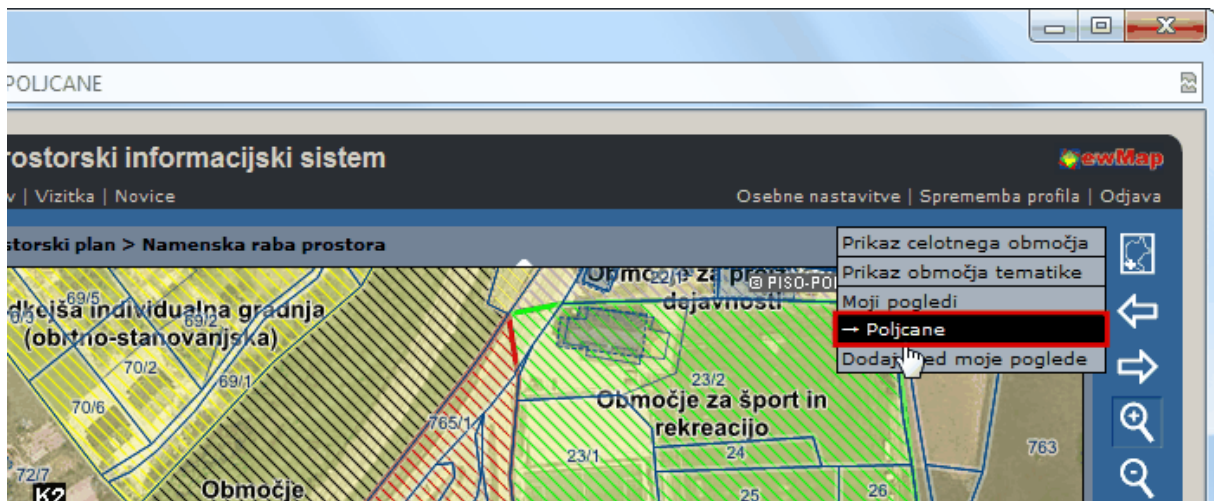 POLJCANE
rostorski informacijski sistem
ewMap
v | Vizitka | Novice
Osebne nastavitve | Sprememba profila | Odjava
storski plan > Namenska raba prostora
Prikaz celotnega območja
Prikaz območja tematike
Moji pogledi
→ Poljcane
Dodaj med moje poglede
22/1
za
dejavnosti
© PISO-PO
69/5
dkejša individualna gradnja
69/2
(obrtno-stanovanjska)
70/2
69/1
70/6
765/1
23/2
Območje za šport in
rekreacijo
23/1
24
763
72/7
K2
Območje
25
26